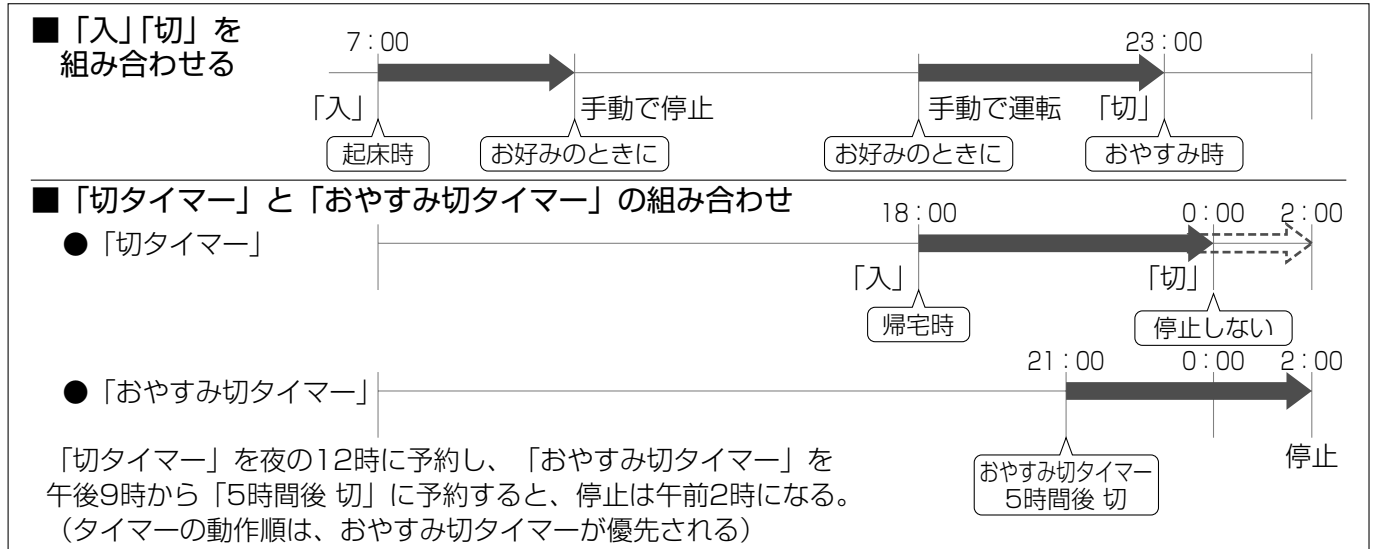 ■「入」「切」を
組み合わせる
7：00
23：00
「入」
手動で停止
手動で運転
「切」
起床時
お好みのときに
お好みのときに
おやすみ時
■「切タイマー」と「おやすみ切タイマー」の組み合わせ
18：00
0：00
2：00
●「切タイマー」
「入」
「切」
帰宅時
停止しない
21：00
0：00
2：00
●「おやすみ切タイマー」
停止
おやすみ切タイマー
5時間後 切
「切タイマー」を夜の12時に予約し、「おやすみ切タイマー」を
午後9時から「5時間後 切」に予約すると、停止は午前2時になる。
（タイマーの動作順は、おやすみ切タイマーが優先される）